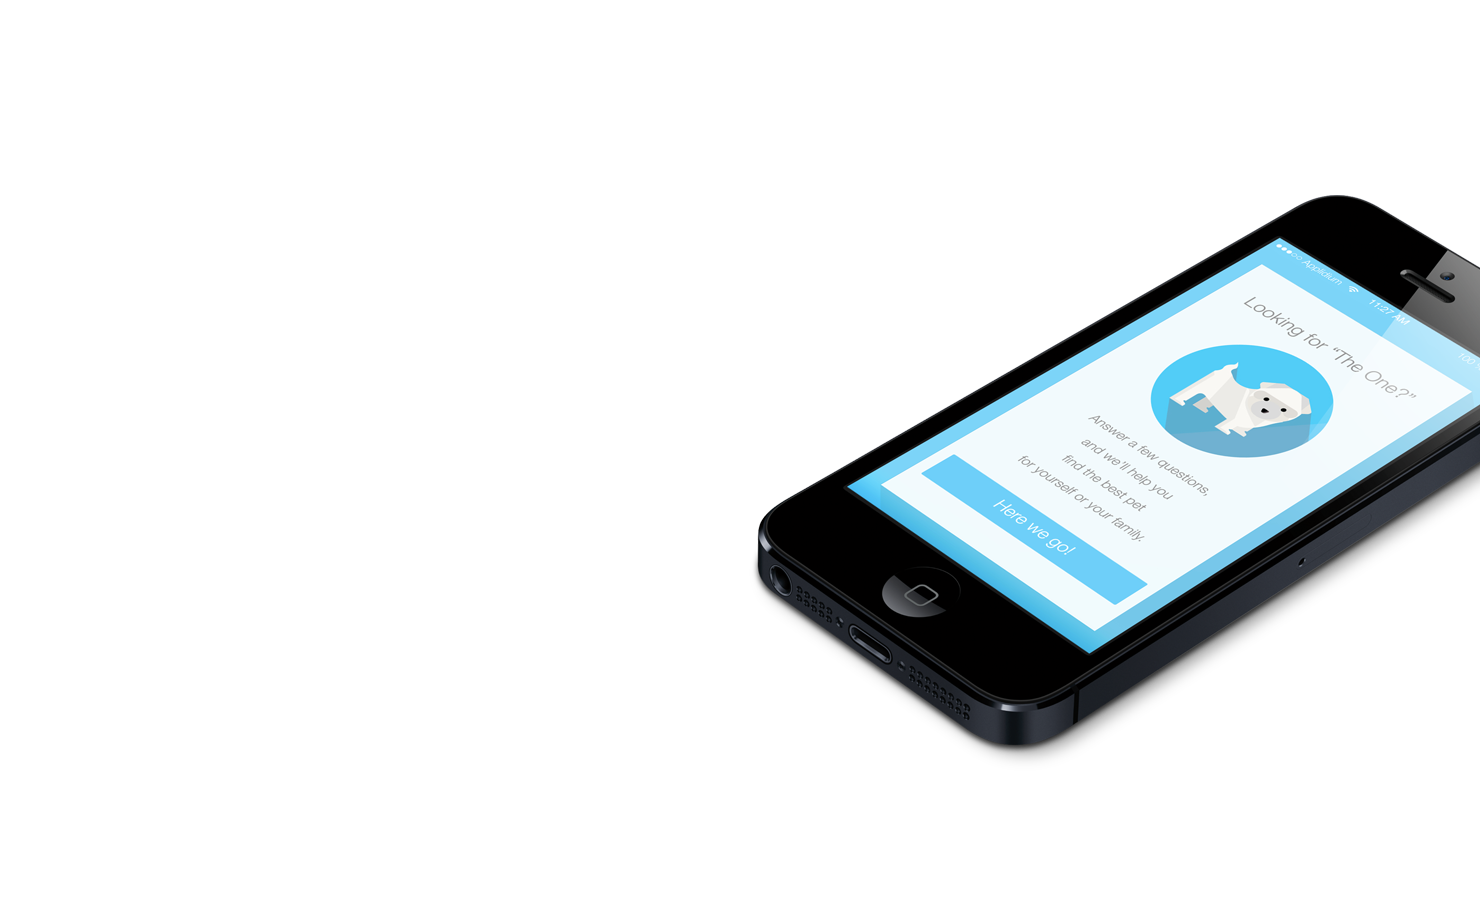 Applidium 11:27 AM 100
Looking for “The One?”
Answer a few questions,
and we'll help you
find the best pet
for yourself or your family.
Here we go!